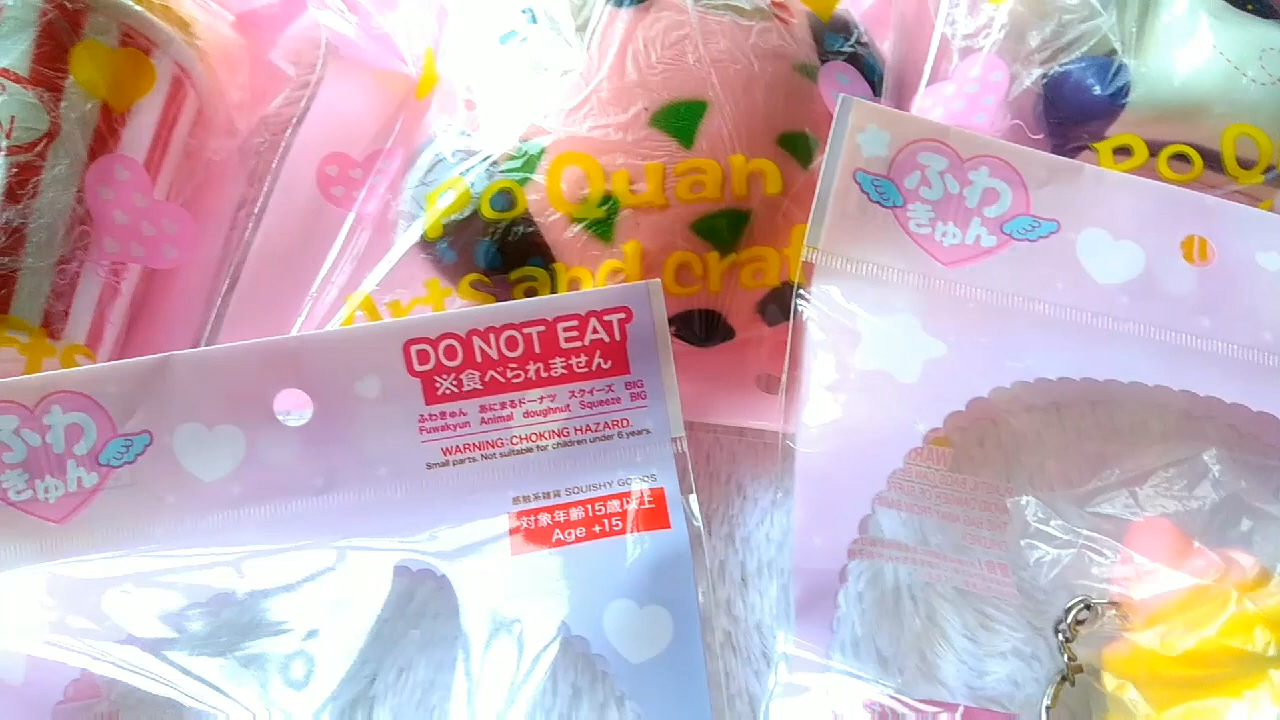 Po Quan
Arts and craf
Po Q
ふわ
きゅん
DO NOT EAT
※食べられません
ふわきゅん あにまるドーナツ スクイーズ BIG
Fuwakyun Animal doughnut Squeeze BIG
WARNING:CHOKING HAZARD.
Small parts. Not suitable for children under 6 years.
ふわ
きゅん
感触系雑貨 SQUISHY GOODS
対象年齢15歳以上
Age +15